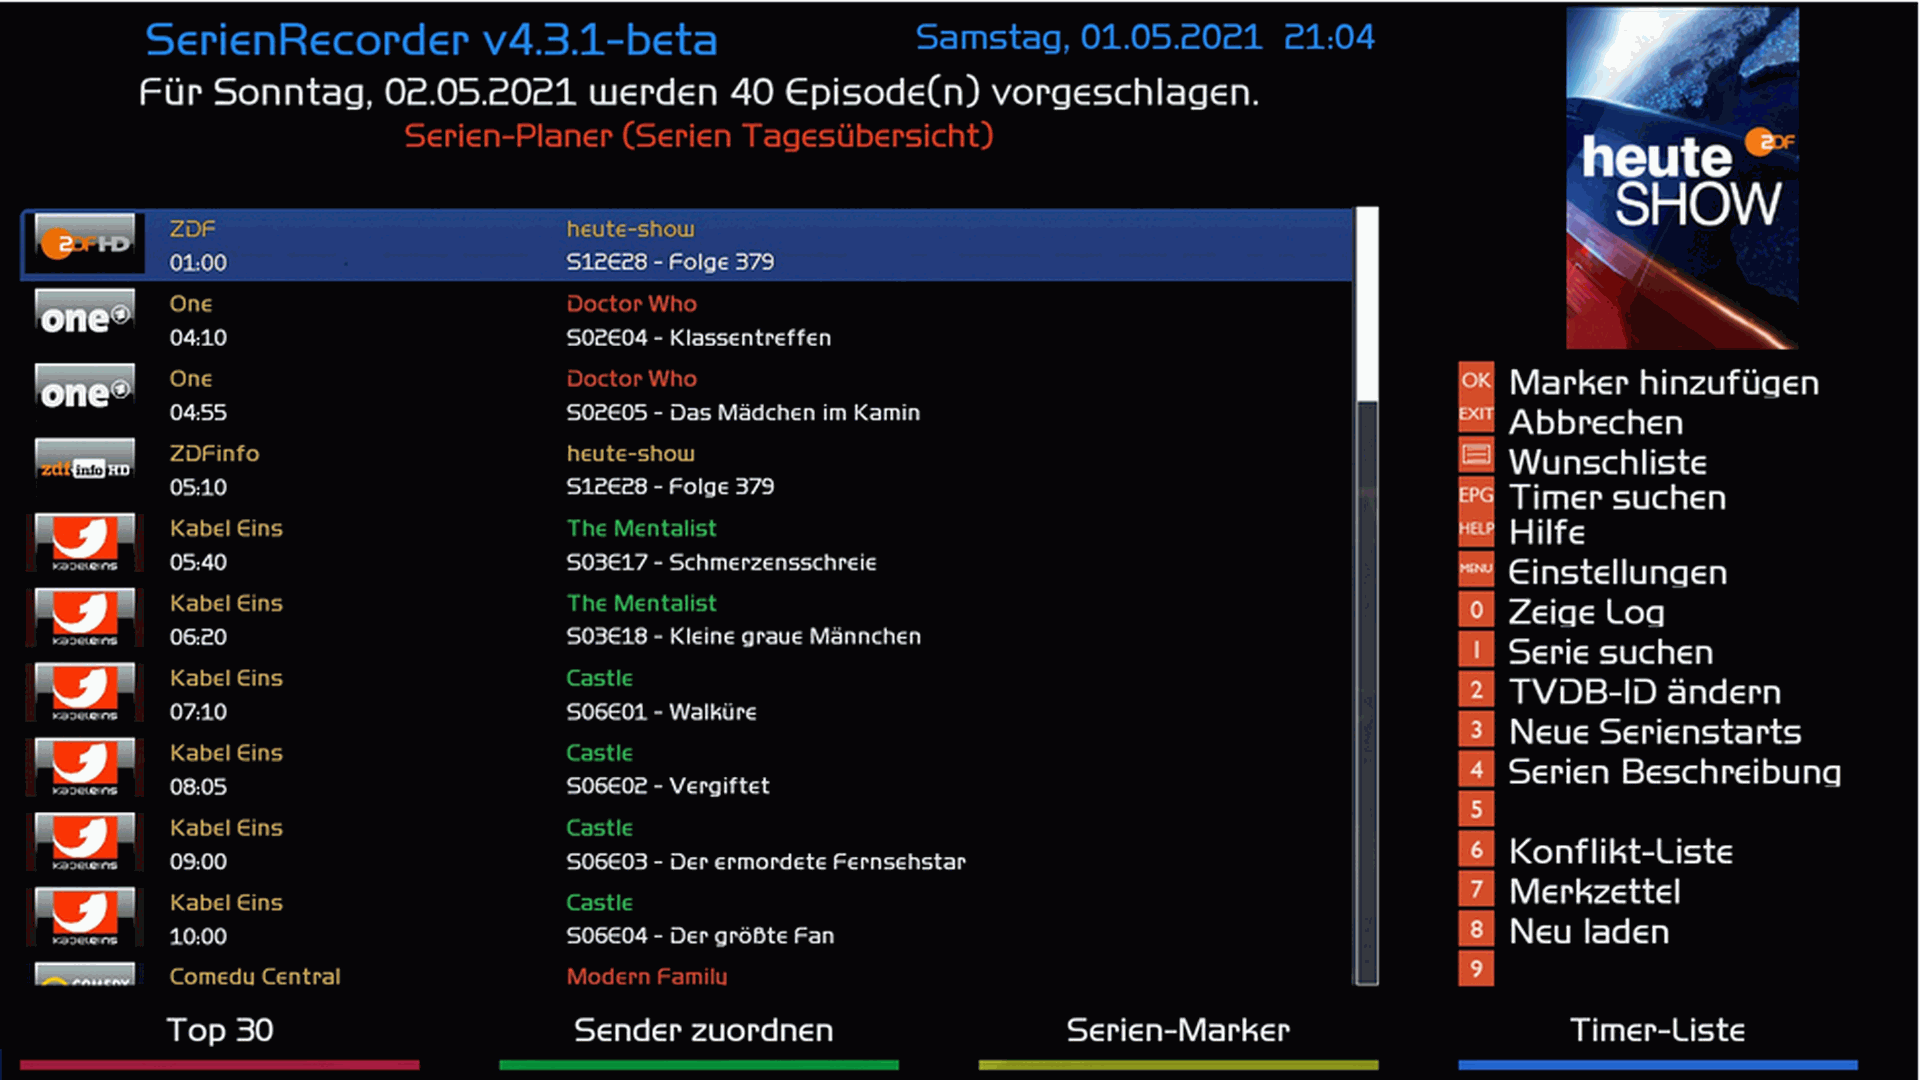 SerienRecorder v4.3.1-beta
Samstag, 01.05.2021 21:04
Für Sonntag, 02.05.2021 werden 40 Episode(n) vorgeschlagen.
Serien-Planer (Serien Tagesübersicht)
heute
ZDF
SHOW
ZDF HD
ZDF
heute-show
01:00
S12E28 - Folge 379
one
One
Doctor Who
04:10
S02E04 - Klassentreffen
one
One
Doctor Who
04:55
S02E05 - Das Mädchen im Kamin
zdf info HD
ZDFinfo
heute-show
05:10
S12E28 - Folge 379
kabeleins
Kabel Eins
The Mentalist
05:40
S03E17 - Schmerzensschreie
kabeleins
Kabel Eins
The Mentalist
06:20
S03E18 - Kleine graue Männchen
kabeleins
Kabel Eins
Castle
07:10
S06E01 - Walküre
kabeleins
Kabel Eins
Castle
08:05
S06E02 - Vergiftet
kabeleins
Kabel Eins
Castle
09:00
S06E03 - Der ermordete Fernsehstar
kabeleins
Kabel Eins
Castle
10:00
S06E04 - Der größte Fan
COMEDY
Comedy Central
Modern Family
OK Marker hinzufügen
EXIT Abbrechen
Wunschliste
EPG Timer suchen
HELP Hilfe
MENU Einstellungen
0 Zeige Log
1 Serie suchen
2 TVDB-ID ändern
3 Neue Serienstarts
4 Serien Beschreibung
5
6 Konflikt-Liste
7 Merkzettel
8 Neu laden
9
Top 30
Sender zuordnen
Serien-Marker
Timer-Liste